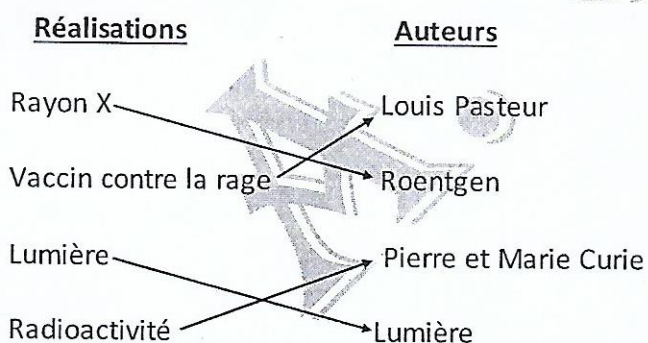 Réalisations Auteurs
Rayon X Louis Pasteur
Vaccin contre la rage Roentgen
Lumière Pierre et Marie Curie
Radioactivité Lumière